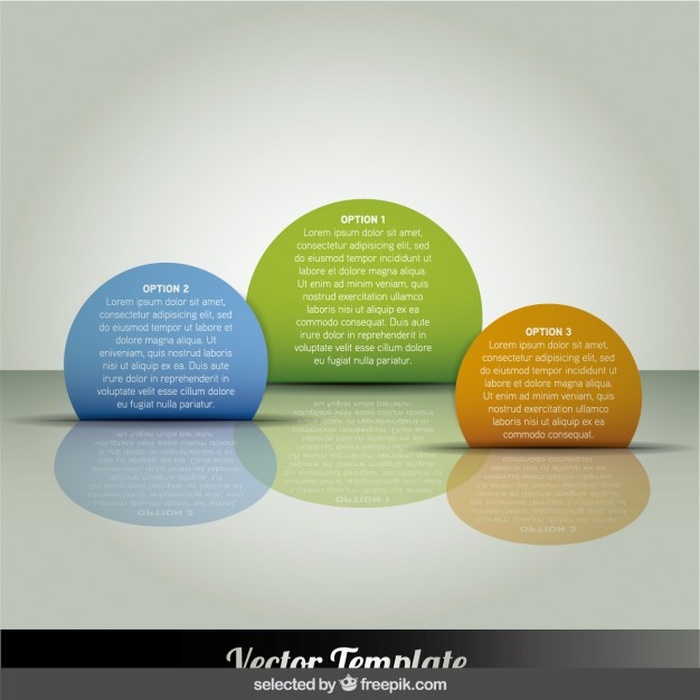 OPTION 1
Lorem ipsum dolor sit amet,
consectetur adipisicing elit, sed
do eiusmod tempor incididunt
ut labore et dolore magna aliqua.
Ut enim ad minim veniam, quis
nostrud exercitation ullamco
laboris nisi ut aliquip ex ea
commodo consequat. Duis aute
irure dolor in reprehenderit in
voluptate velit esse cillum dolore
eu fugiat nulla pariatur.
OPTION 2
Lorem ipsum dolor sit amet,
consectetur adipisicing elit, sed
do eiusmod tempor incididunt
ut labore et dolore magna aliqua. Ut
eniveniam, quis nostrud exercitation
nisi ut aliquip ex ea commodo
consequat. Duis aute irure dolor in
reprehenderit in voluptate velit esse
eu fugiat nulla pariatur.
OPTION 3
Lorem ipsum dolor sit amet,
consectetur adipisicing elit, sed
do eiusmod tempor incididunt
ut labore et dolore magna aliqua.
Ut enim ad minim veniam, quis
nostrud exercitation ullamco
laboris nisi ut aliquip ex ea
commodo consequat.
Vector Template
selected by freepik.com